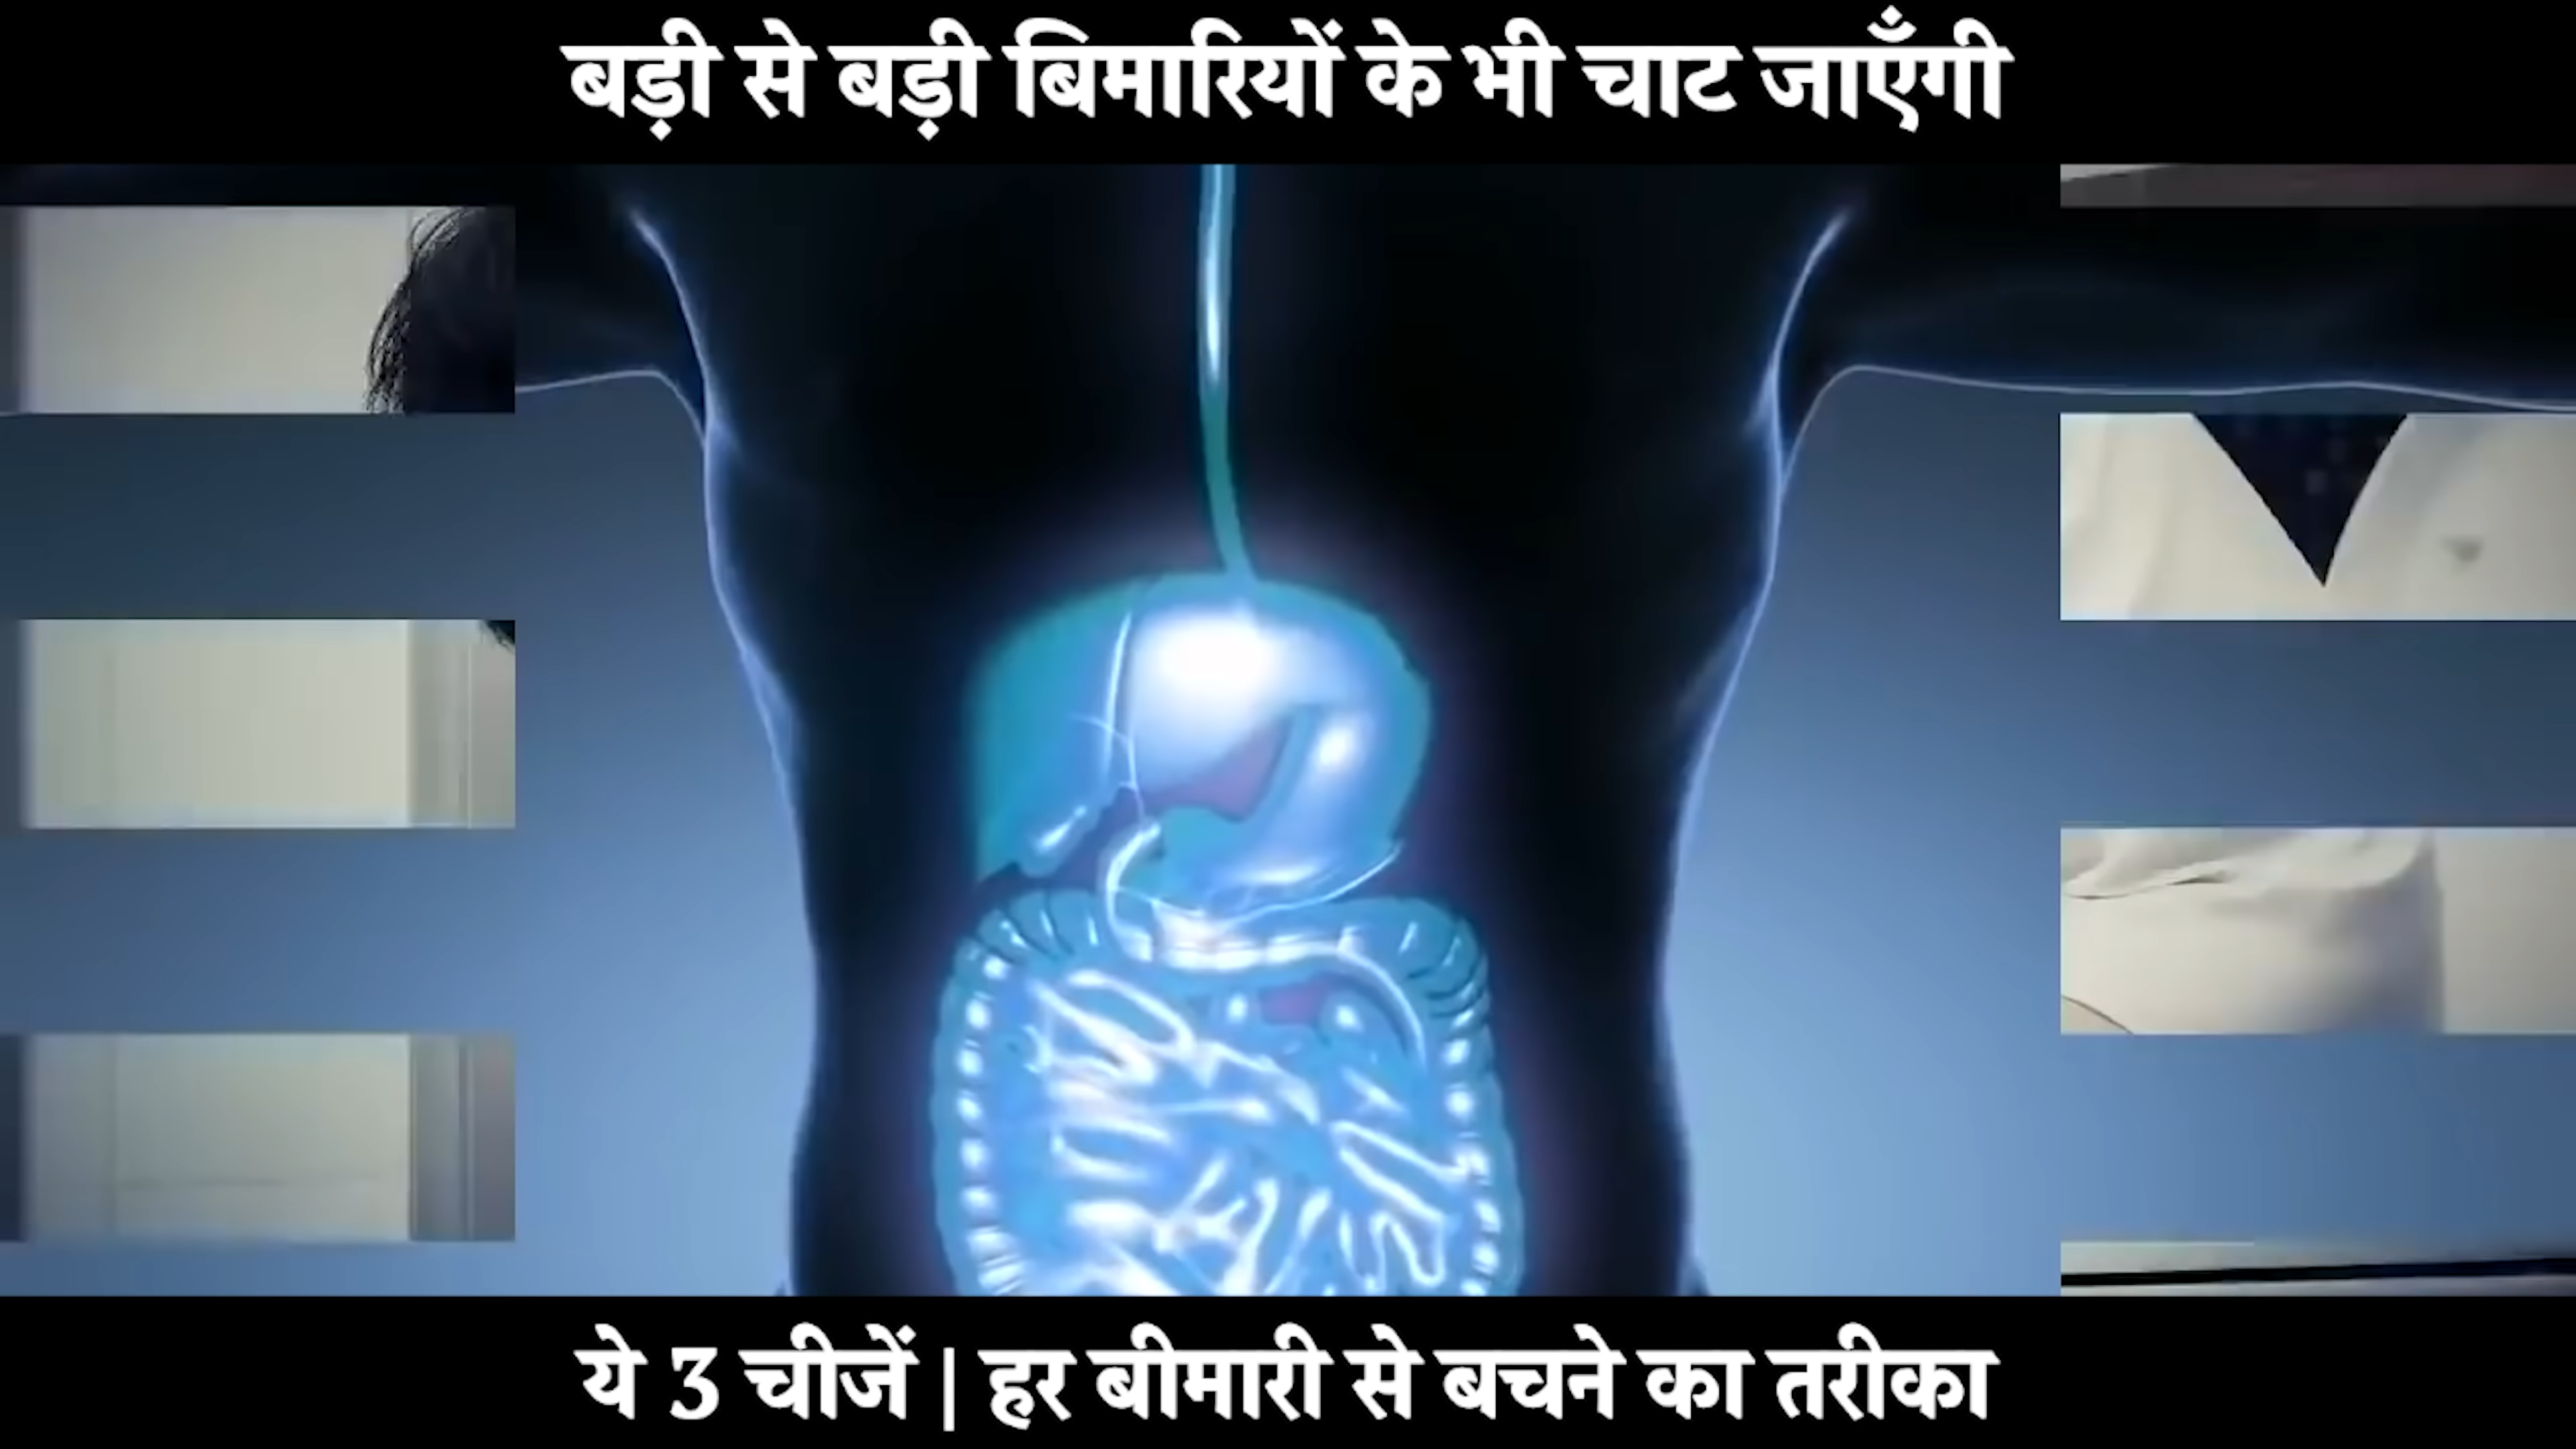 बड़ी से बड़ी बिमारियों के भी चाट जाएँगी
ये 3 चीजें | हर बीमारी से बचने का तरीका